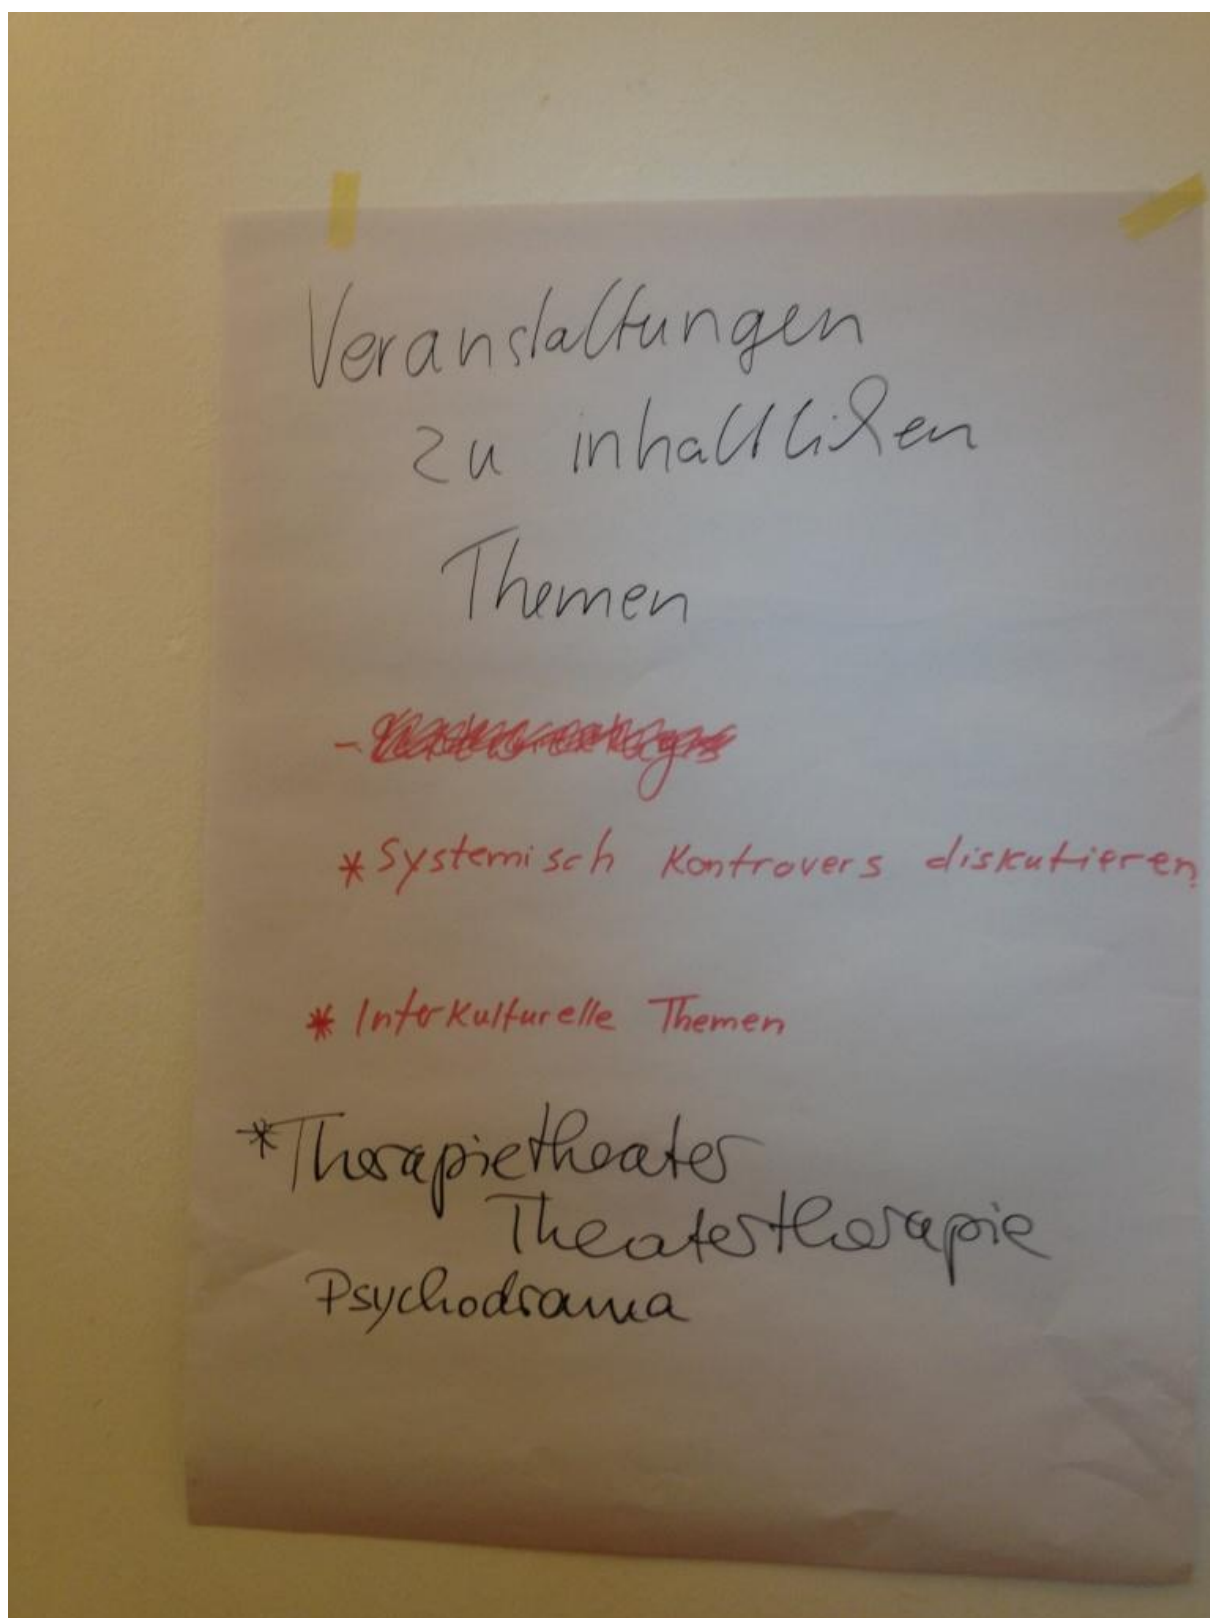 Veranstaltungen
zu inhaltlichen
Themen
-
* Systemisch Kontrovers diskutieren
* Interkulturelle Themen
* Therapietheater
Theatertherapie
Psychodrama